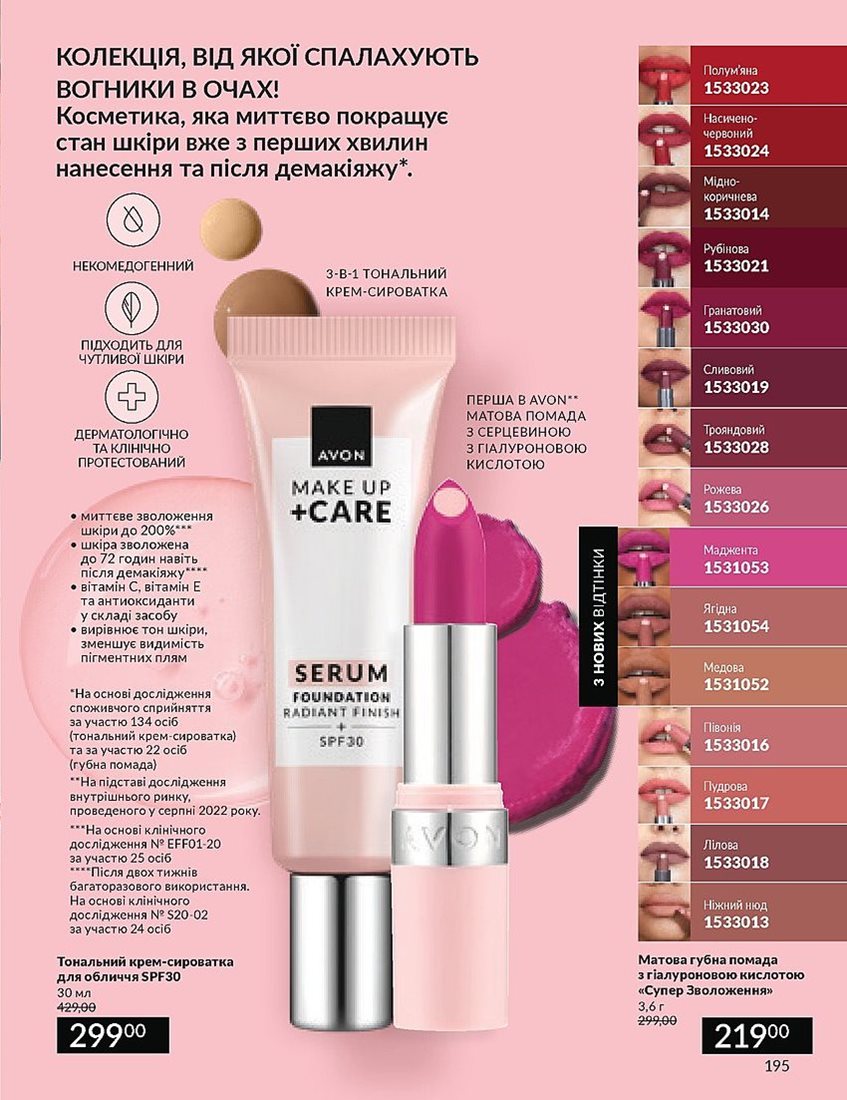 КОЛЕКЦІЯ, ВІД ЯКОЇ СПАЛАХУЮТЬ
ВОГНИКИ В ОЧАХ!
Косметика, яка миттєво покращує
стан шкіри вже з перших хвилин
нанесення та після демакіяжу*.
НЕКОМЕДОГЕННИЙ
ПІДХОДИТЬ ДЛЯ
ЧУТЛИВОЇ ШКІРИ
ДЕРМАТОЛОГІЧНО
ТА КЛІНІЧНО
ПРОТЕСТОВАНИЙ
3-В-1 ТОНАЛЬНИЙ
КРЕМ-СИРОВАТКА
ПЕРША В AVON**
МАТОВА ПОМАДА
З СЕРЦЕВИНОЮ
З ГІАЛУРОНОВОЮ
КИСЛОТОЮ
• миттєве зволоження
шкіри до 200%***
• шкіра зволожена
до 72 годин навіть
після демакіяжу****
• вітамін С, вітамін Е
та антиоксиданти
у складі засобу
• вирівнює тон шкіри,
зменшує видимість
пігментних плям
*На основі дослідження
споживчого сприйняття
за участю 134 осіб
(тональний крем-сироватка)
та за участю 22 осіб
(губна помада)
**На підставі дослідження
внутрішнього ринку,
проведеного у серпні 2022 року.
***На основі клінічного
дослідження № EFF01-20
за участю 25 осіб
****Після двох тижнів
багаторазового використання.
На основі клінічного
дослідження № S20-02
за участю 24 осіб
AVON
MAKE UP
+CARE
SERUM
FOUNDATION
RADIANT FINISH
+
SPF30
AVON
Тональний крем-сироватка
для обличчя SPF30
30 мл
429,00
29900
Полум'яна
1533023
Насичено-
червоний
1533024
Мідно-
коричнева
1533014
Рубінова
1533021
Гранатовий
1533030
Сливовий
1533019
Трояндовий
1533028
Рожева
1533026
3 НОВИХ ВІДТІНКИ
Маджента
1531053
Ягідна
1531054
Медова
1531052
Півонія
1533016
Пудрова
1533017
Лілова
1533018
Ніжний нюд
1533013
Матова губна помада
з гіалуроновою кислотою
«Супер Зволоження»
3,6 г
299,00
21900
195